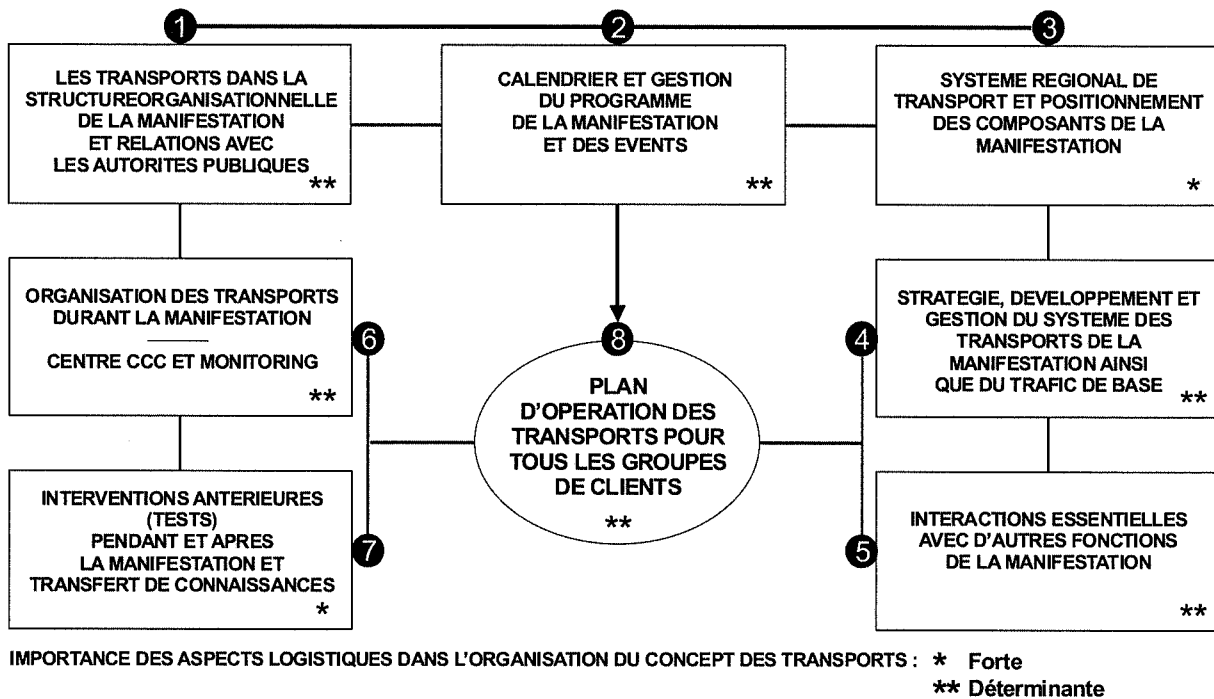 1
LES TRANSPORTS DANS LA
STRUCTUREORGANISATIONNELLE
DE LA MANIFESTATION
ET RELATIONS AVEC
LES AUTORITES PUBLIQUES
**
2
CALENDRIER ET GESTION
DU PROGRAMME
DE LA MANIFESTATION
ET DES EVENTS
**
3
SYSTEME REGIONAL DE
TRANSPORT ET POSITIONNEMENT
DES COMPOSANTS DE LA
MANIFESTATION
*
ORGANISATION DES TRANSPORTS
DURANT LA MANIFESTATION
CENTRE CCC ET MONITORING
**
6
8
PLAN
D'OPERATION DES
TRANSPORTS POUR
TOUS LES GROUPES
DE CLIENTS
**
4
STRATEGIE, DEVELOPPEMENT ET
GESTION DU SYSTEME DES
TRANSPORTS DE LA
MANIFESTATION AINSI
QUE DU TRAFIC DE BASE
**
INTERVENTIONS ANTERIEURES
(TESTS)
PENDANT ET APRES
LA MANIFESTATION ET
TRANSFERT DE CONNAISSANCES
*
7
5
INTERACTIONS ESSENTIELLES
AVEC D'AUTRES FONCTIONS
DE LA MANIFESTATION
**
IMPORTANCE DES ASPECTS LOGISTIQUES DANS L'ORGANISATION DU CONCEPT DES TRANSPORTS : * Forte
** Déterminante